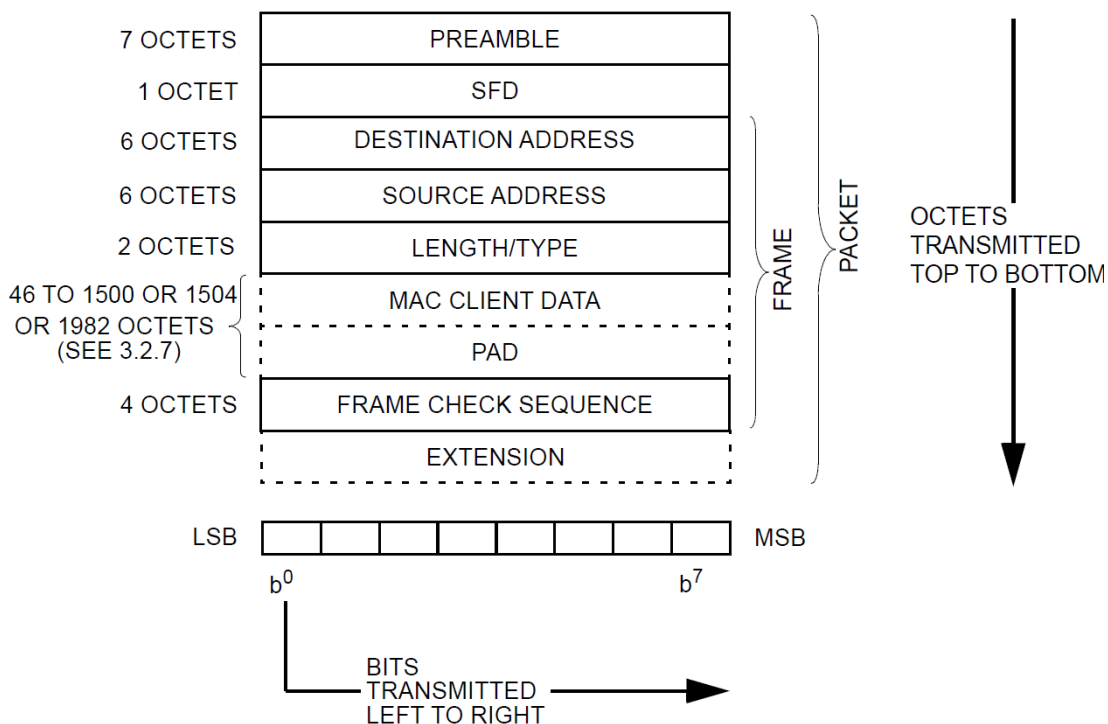 7 OCTETS PREAMBLE
1 OCTET SFD
6 OCTETS DESTINATION ADDRESS
6 OCTETS SOURCE ADDRESS
2 OCTETS LENGTH/TYPE
46 TO 1500 OR 1504
OR 1982 OCTETS
(SEE 3.2.7)
MAC CLIENT DATA
PAD
4 OCTETS FRAME CHECK SEQUENCE
EXTENSION
FRAME
PACKET
OCTETS
TRANSMITTED
TOP TO BOTTOM
LSB MSB
b0 b7
BITS
TRANSMITTED
LEFT TO RIGHT